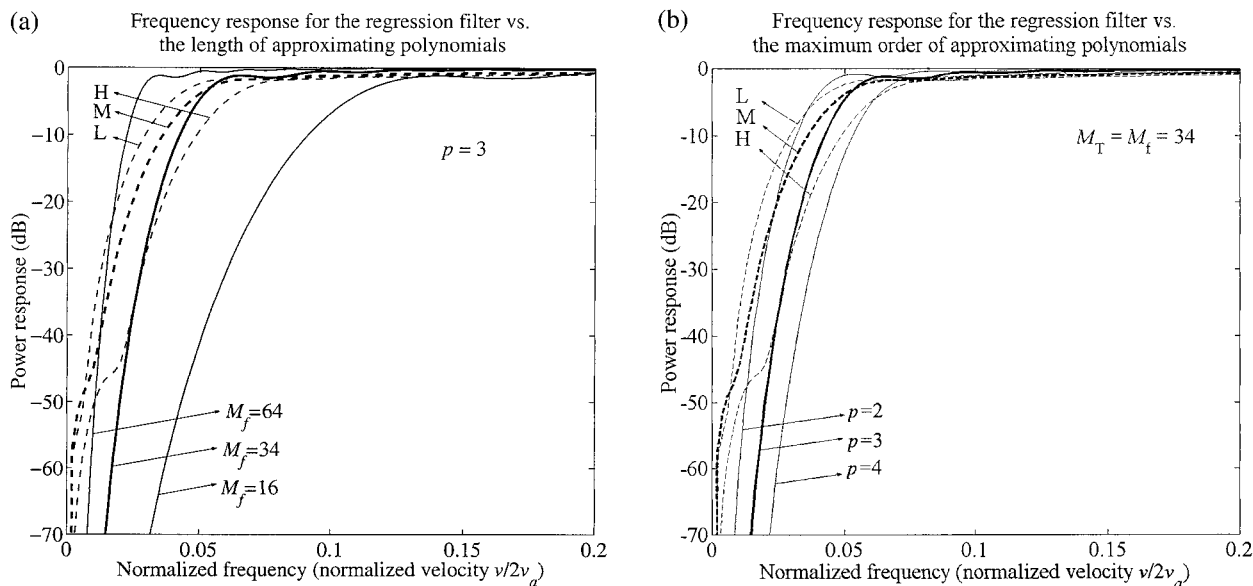 (a)
Frequency response for the regression filter vs.
the length of approximating polynomials
0
−10
−20
−30
−40
−50
−60
−70
Power response (dB)
H
M
L
p = 3
M_f=64
M_f=34
M_f=16
0
0.05
0.1
0.15
0.2
Normalized frequency (normalized velocity v/2v_a)
(b)
Frequency response for the regression filter vs.
the maximum order of approximating polynomials
0
-10
-20
-30
-40
-50
-60
-70
Power response (dB)
L
M
H
M_T = M_f = 34
p=2
p=3
p=4
0
0.05
0.1
0.15
0.2
Normalized frequency (normalized velocity v/2v_a)